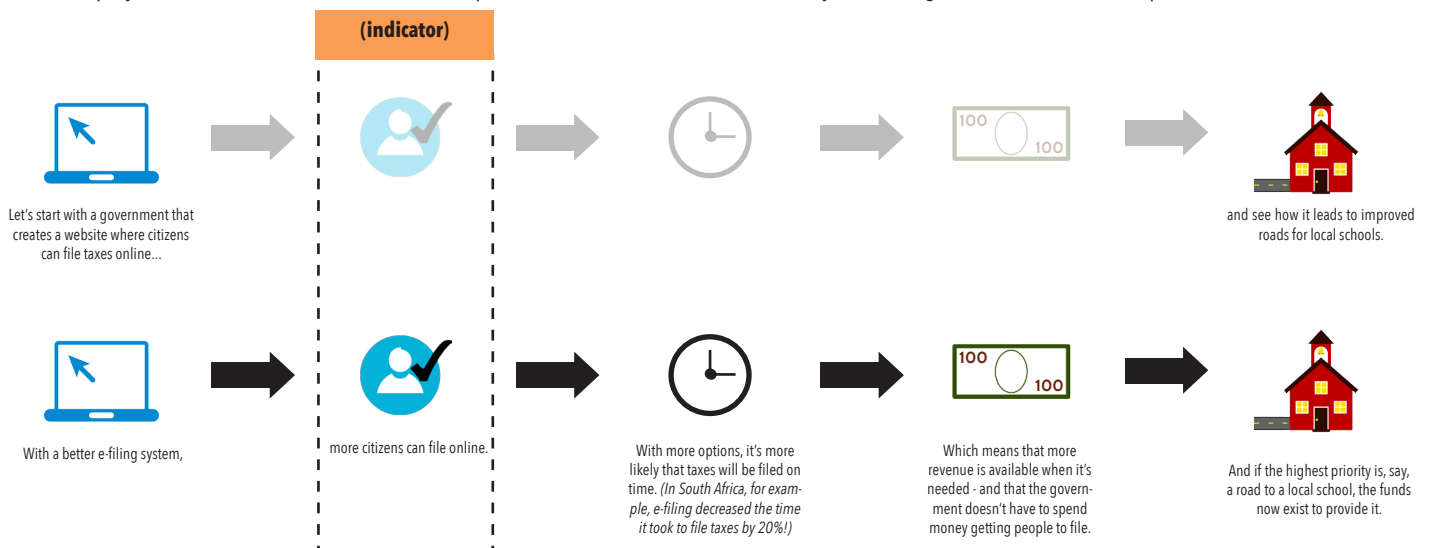 (indicator)
100
100
Let's start with a government that
creates a website where citizens
can file taxes online...
and see how it leads to improved
roads for local schools.
100
100
With a better e-filing system,
more citizens can file online.
With more options, it's more
likely that taxes will be filed on
time. (In South Africa, for exam-
ple, e-filing decreased the time
it took to file taxes by 20%!)
Which means that more
revenue is available when it's
needed - and that the govern-
ment doesn't have to spend
money getting people to file.
And if the highest priority is, say,
a road to a local school, the funds
now exist to provide it.